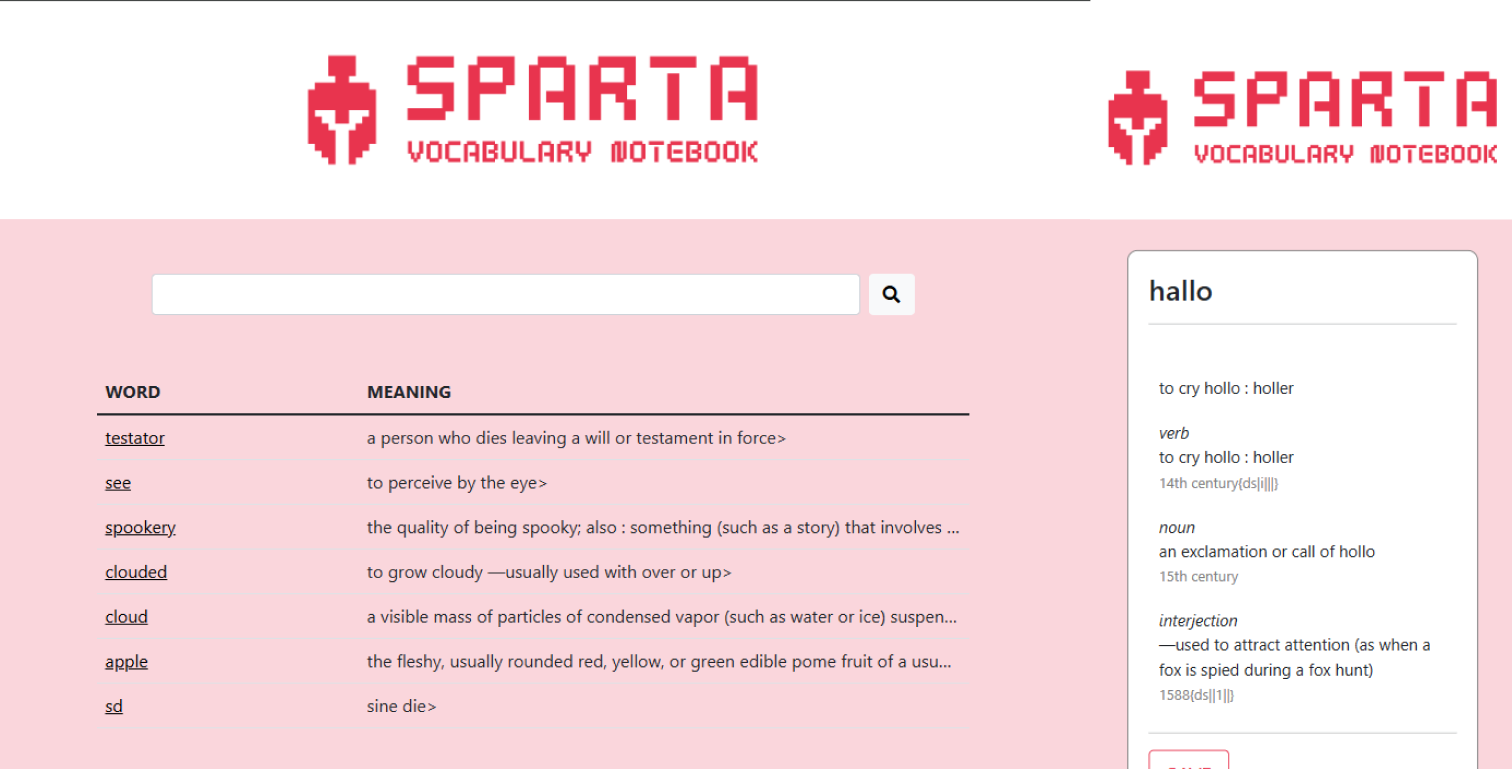 SPARTA
VOCABULARY NOTEBOOK
WORD MEANING
testator a person who dies leaving a will or testament in force>
see to perceive by the eye>
spookery the quality of being spooky; also : something (such as a story) that involves ...
clouded to grow cloudy —usually used with over or up>
cloud a visible mass of particles of condensed vapor (such as water or ice) suspen...
apple the fleshy, usually rounded red, yellow, or green edible pome fruit of a usu...
sd sine die>
SPARTA
VOCABULARY NOTEBOOK
hallo
to cry hollo : holler
verb
to cry hollo : holler
14th century{ds|i|||}
noun
an exclamation or call of hollo
15th century
interjection
—used to attract attention (as when a
fox is spied during a fox hunt)
1588{ds||1||}